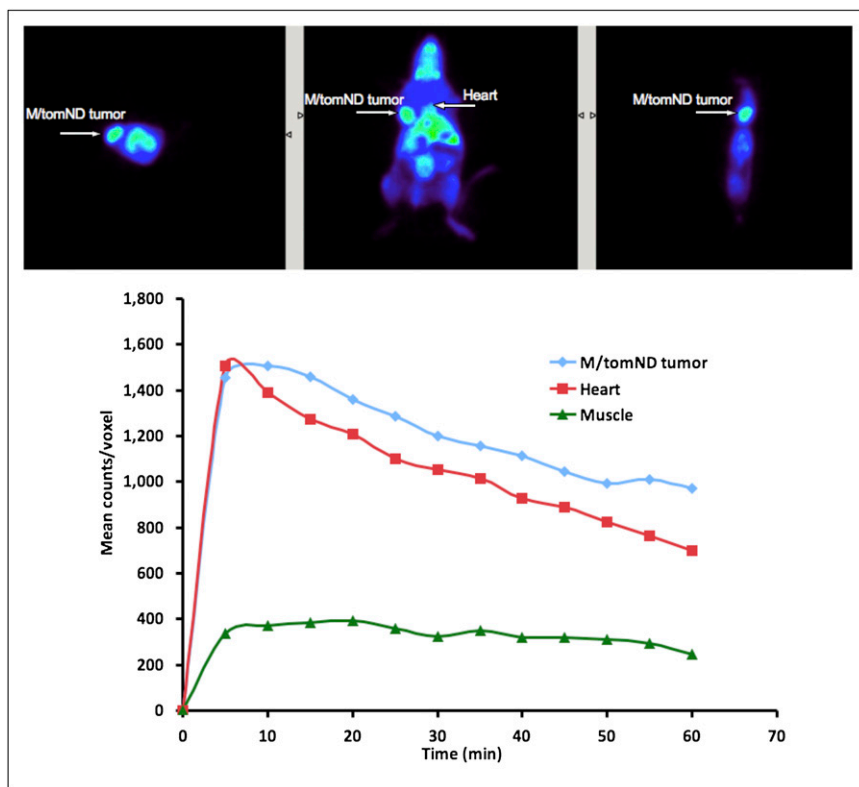 M/tomND tumor
M/tomND tumor
Heart
M/tomND tumor
1,800
1,600
1,400
1,200
1,000
800
600
400
200
0
Mean counts/voxel
M/tomND tumor
Heart
Muscle
0 10 20 30 40 50 60 70
Time (min)